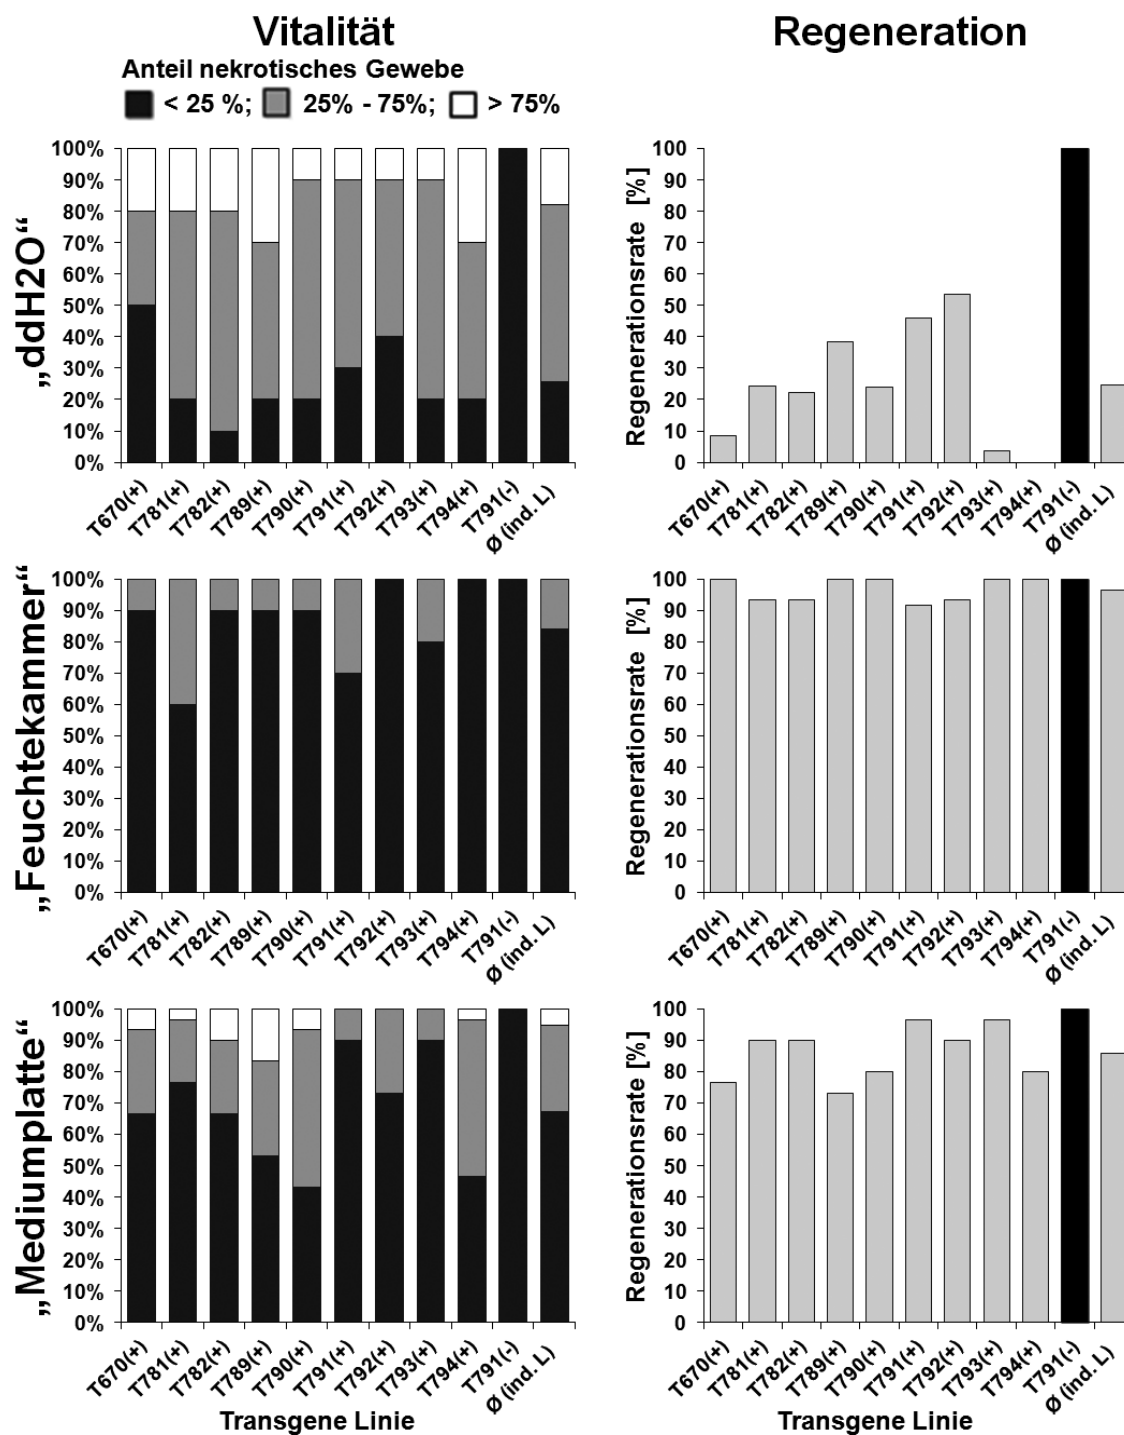 Vitalität
Regeneration
Anteil nekrotisches Gewebe
< 25 %; 25% - 75%; > 75%
„ddH2O“
100%
90%
80%
70%
60%
50%
40%
30%
20%
10%
0%
T670(+)
T781(+)
T782(+)
T789(+)
T790(+)
T791(+)
T792(+)
T793(+)
T794(+)
T791(-)
Ø (ind. L)
Regenerationsrate [%]
100
90
80
70
60
50
40
30
20
10
0
T670(+)
T781(+)
T782(+)
T789(+)
T790(+)
T791(+)
T792(+)
T793(+)
T794(+)
T791(-)
Ø (ind. L)
„Feuchtekammer“
100%
90%
80%
70%
60%
50%
40%
30%
20%
10%
0%
T670(+)
T781(+)
T782(+)
T789(+)
T790(+)
T791(+)
T792(+)
T793(+)
T794(+)
T791(-)
Ø (ind. L)
Regenerationsrate [%]
100
90
80
70
60
50
40
30
20
10
0
T670(+)
T781(+)
T782(+)
T789(+)
T790(+)
T791(+)
T792(+)
T793(+)
T794(+)
T791(-)
Ø (ind. L)
„Mediumplatte“
100%
90%
80%
70%
60%
50%
40%
30%
20%
10%
0%
T670(+)
T781(+)
T782(+)
T789(+)
T790(+)
T791(+)
T792(+)
T793(+)
T794(+)
T791(-)
Ø (ind. L)
Transgene Linie
Regenerationsrate [%]
100
90
80
70
60
50
40
30
20
10
0
T670(+)
T781(+)
T782(+)
T789(+)
T790(+)
T791(+)
T792(+)
T793(+)
T794(+)
T791(-)
Ø (ind. L)
Transgene Linie